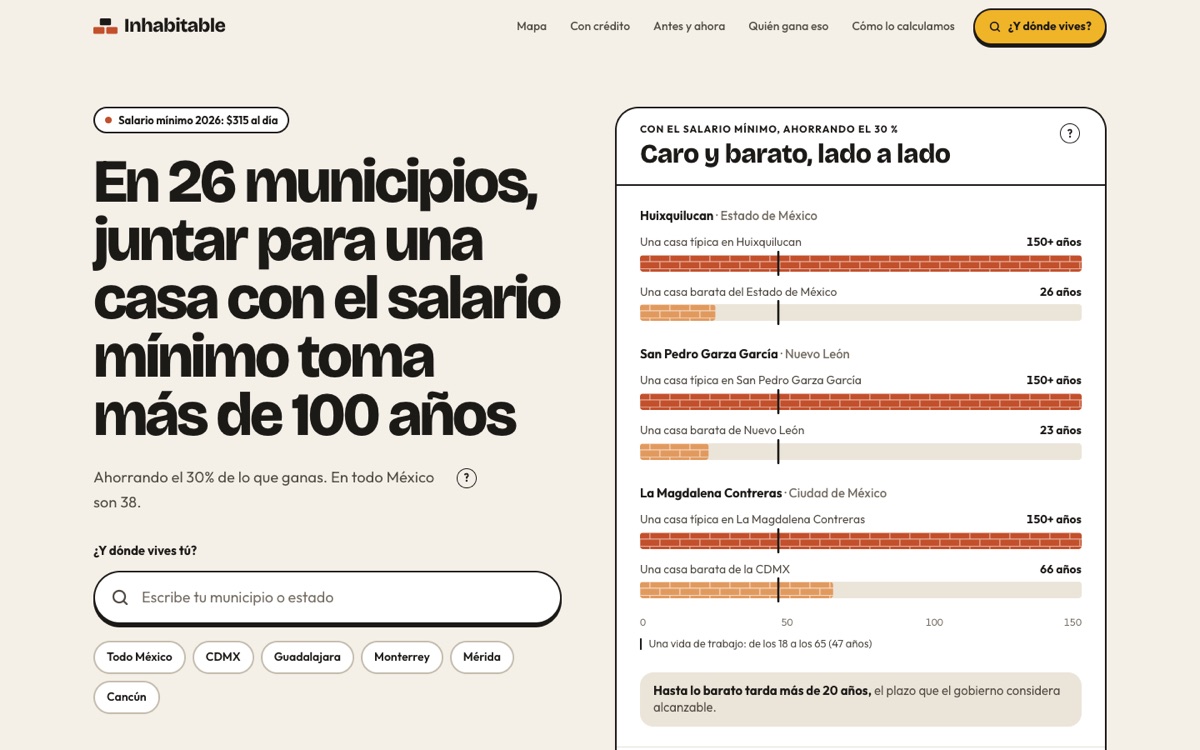 Inhabitable
Mapa
Con crédito
Antes y ahora
Quién gana eso
Cómo lo calculamos
¿Y dónde vives?
Salario mínimo 2026: $315 al día
En 26 municipios,
juntar para una
casa con el salario
mínimo toma
más de 100 años
Ahorrando el 30% de lo que ganas. En todo México
son 38.
?
¿Y dónde vives tú?
Escribe tu municipio o estado
Todo México
CDMX
Guadalajara
Monterrey
Mérida
Cancún
CON EL SALARIO MÍNIMO, AHORRANDO EL 30 %
Caro y barato, lado a lado
?
Huixquilucan · Estado de México
Una casa típica en Huixquilucan 150+ años
Una casa barata del Estado de México 26 años
San Pedro Garza García · Nuevo León
Una casa típica en San Pedro Garza García 150+ años
Una casa barata de Nuevo León 23 años
La Magdalena Contreras · Ciudad de México
Una casa típica en La Magdalena Contreras 150+ años
Una casa barata de la CDMX 66 años
0 50 100 150
Una vida de trabajo: de los 18 a los 65 (47 años)
Hasta lo barato tarda más de 20 años, el plazo que el gobierno considera
alcanzable.